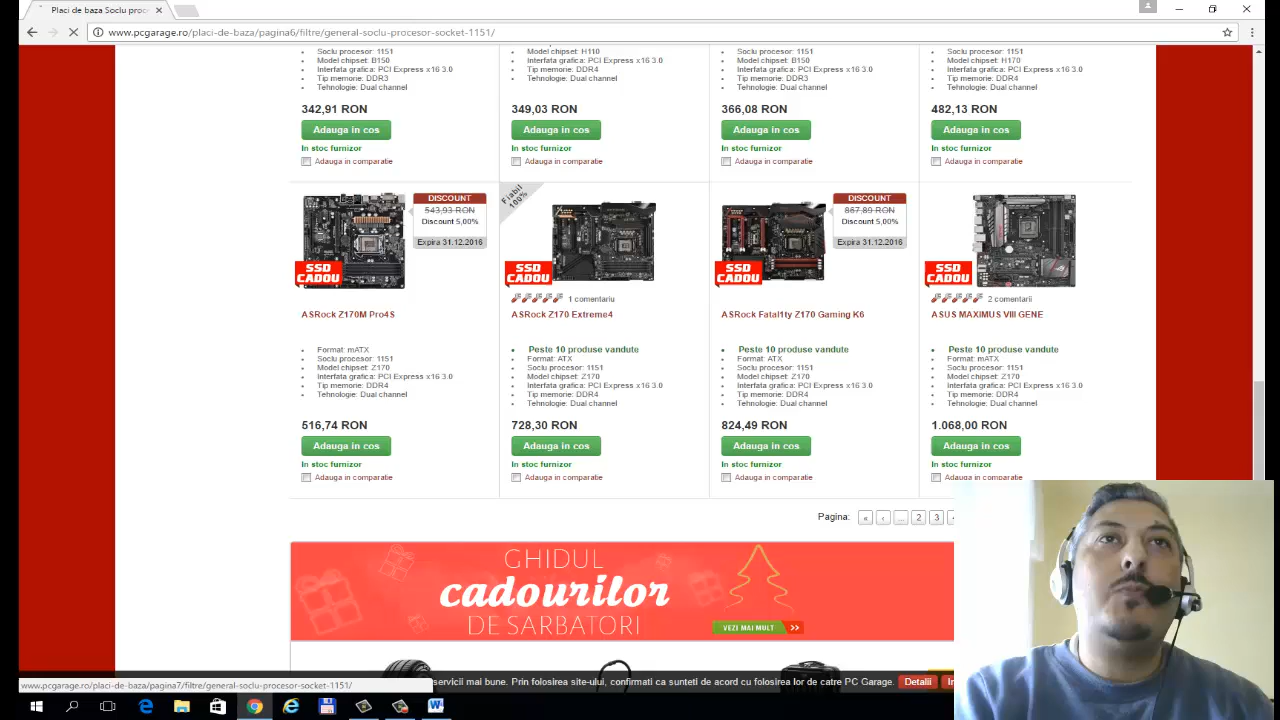 Placi de baza Soclu proc
www.pcgarage.ro/placi-de-baza/pagina6/filtre/general-soclu-procesor-socket-1151/
Soclu procesor: 1151
Model chipset: B150
Interfata grafica: PCI Express x16 3.0
Tip memorie: DDR3
Tehnologie: Dual channel
342,91 RON
Adauga in cos
In stoc furnizor
Adauga in comparatie
Model chipset: H110
Interfata grafica: PCI Express x16 3.0
Tip memorie: DDR4
Tehnologie: Dual channel
349,03 RON
Adauga in cos
In stoc furnizor
Adauga in comparatie
Soclu procesor: 1151
Model chipset: B150
Interfata grafica: PCI Express x16 3.0
Tip memorie: DDR3
Tehnologie: Dual channel
366,08 RON
Adauga in cos
In stoc furnizor
Adauga in comparatie
Soclu procesor: 1151
Model chipset: H170
Interfata grafica: PCI Express x16 3.0
Tip memorie: DDR4
Tehnologie: Dual channel
482,13 RON
Adauga in cos
In stoc furnizor
Adauga in comparatie
DISCOUNT
543,93 RON
Discount 5,00%
Expira 31.12.2016
SSD
CADOU
ASRock Z170M Pro4S
Format: mATX
Soclu procesor: 1151
Model chipset: Z170
Interfata grafica: PCI Express x16 3.0
Tip memorie: DDR4
Tehnologie: Dual channel
516,74 RON
Adauga in cos
In stoc furnizor
Adauga in comparatie
Fiabil
100%
SSD
CADOU
1 comentariu
ASRock Z170 Extreme4
Peste 10 produse vandute
Format: ATX
Soclu procesor: 1151
Model chipset: Z170
Interfata grafica: PCI Express x16 3.0
Tip memorie: DDR4
Tehnologie: Dual channel
728,30 RON
Adauga in cos
In stoc furnizor
Adauga in comparatie
DISCOUNT
867,89 RON
Discount 5,00%
Expira 31.12.2016
SSD
CADOU
ASRock Fatal1ty Z170 Gaming K6
Peste 10 produse vandute
Format: ATX
Soclu procesor: 1151
Model chipset: Z170
Interfata grafica: PCI Express x16 3.0
Tip memorie: DDR4
Tehnologie: Dual channel
824,49 RON
Adauga in cos
In stoc furnizor
Adauga in comparatie
SSD
CADOU
2 comentarii
ASUS MAXIMUS VIII GENE
Peste 10 produse vandute
Format: mATX
Soclu procesor: 1151
Model chipset: Z170
Interfata grafica: PCI Express x16 3.0
Tip memorie: DDR4
Tehnologie: Dual channel
1.068,00 RON
Adauga in cos
In stoc furnizor
Adauga in comparatie
Pagina: « ‹ ... 2 3
GHIDUL
cadourilor
DE SARBATORI
VEZI MAI MULT >>
servicii mai bune. Prin folosirea site-ului, confirmati ca sunteti de acord cu folosirea lor de catre PC Garage. Detalii
www.pcgarage.ro/placi-de-baza/pagina7/filtre/general-soclu-procesor-socket-1151/